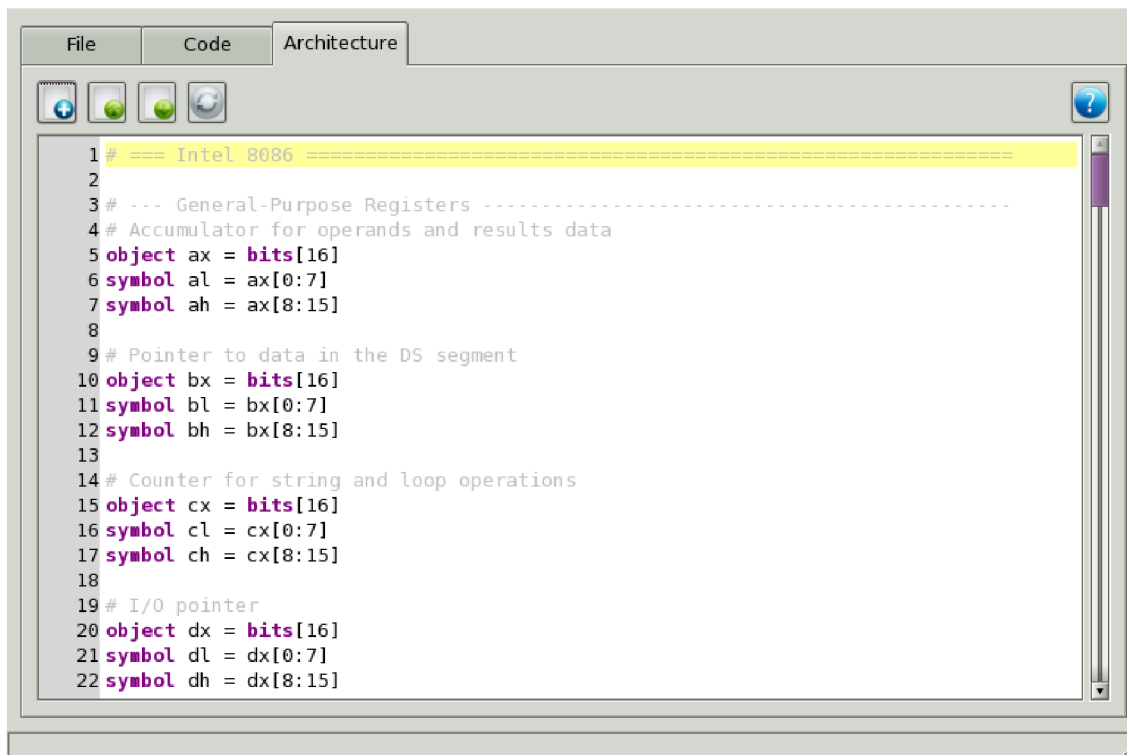 File Code Architecture
?
1 # === Intel 8086 ============================================================
2
3 # --- General-Purpose Registers ---------------------------------------------
4 # Accumulator for operands and results data
5 object ax = bits[16]
6 symbol al = ax[0:7]
7 symbol ah = ax[8:15]
8
9 # Pointer to data in the DS segment
10 object bx = bits[16]
11 symbol bl = bx[0:7]
12 symbol bh = bx[8:15]
13
14 # Counter for string and loop operations
15 object cx = bits[16]
16 symbol cl = cx[0:7]
17 symbol ch = cx[8:15]
18
19 # I/O pointer
20 object dx = bits[16]
21 symbol dl = dx[0:7]
22 symbol dh = dx[8:15]